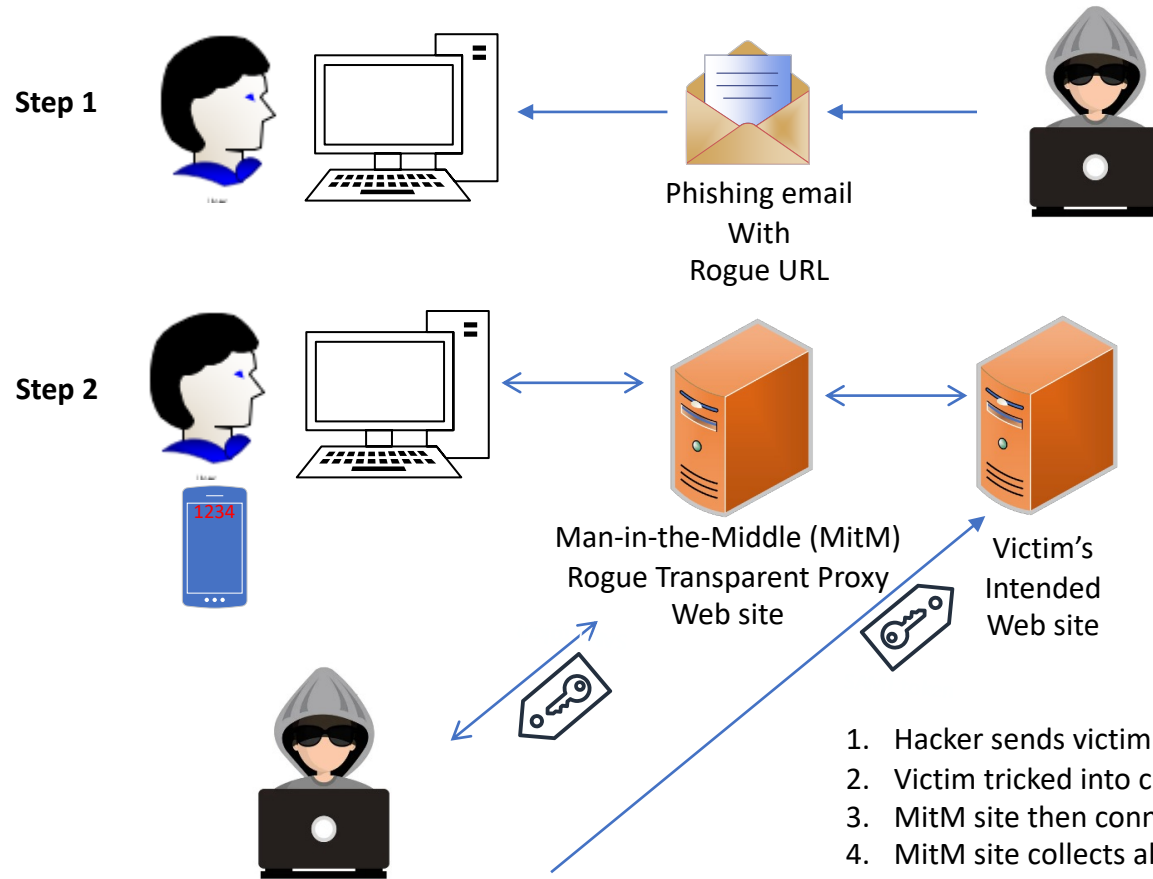 Step 1
Phishing email
With
Rogue URL
Step 2
1234
Man-in-the-Middle (MitM)
Rogue Transparent Proxy
Web site
Victim's
Intended
Web site
1. Hacker sends victim
2. Victim tricked into c
3. MitM site then conn
4. MitM site collects al